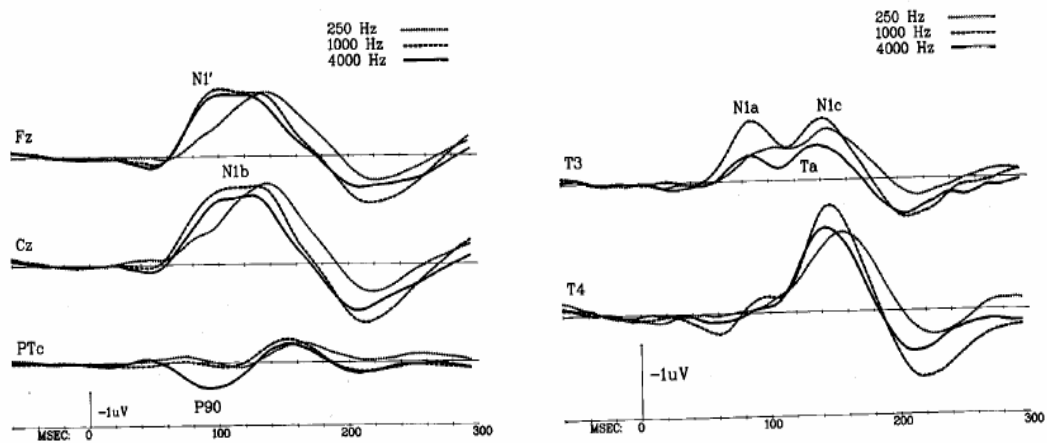 250 Hz
1000 Hz
4000 Hz
N1'
Fz
N1b
Cz
PTc
P90
-1uV
MSEC: 0 100 200 300
250 Hz
1000 Hz
4000 Hz
N1a N1c
T3 Ta
T4
-1uV
MSEC: 0 100 200 300